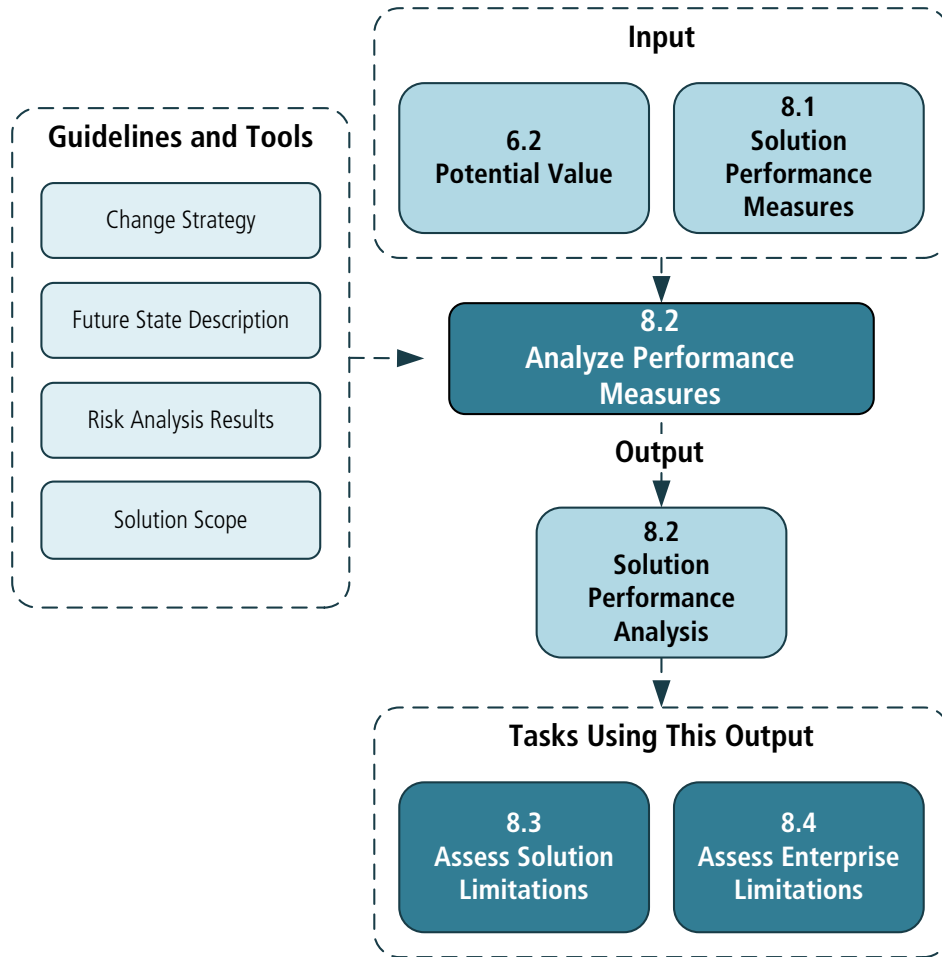 Input
6.2
Potential Value
8.1
Solution
Performance
Measures
Guidelines and Tools
Change Strategy
Future State Description
Risk Analysis Results
Solution Scope
8.2
Analyze Performance
Measures
Output
8.2
Solution
Performance
Analysis
Tasks Using This Output
8.3
Assess Solution
Limitations
8.4
Assess Enterprise
Limitations